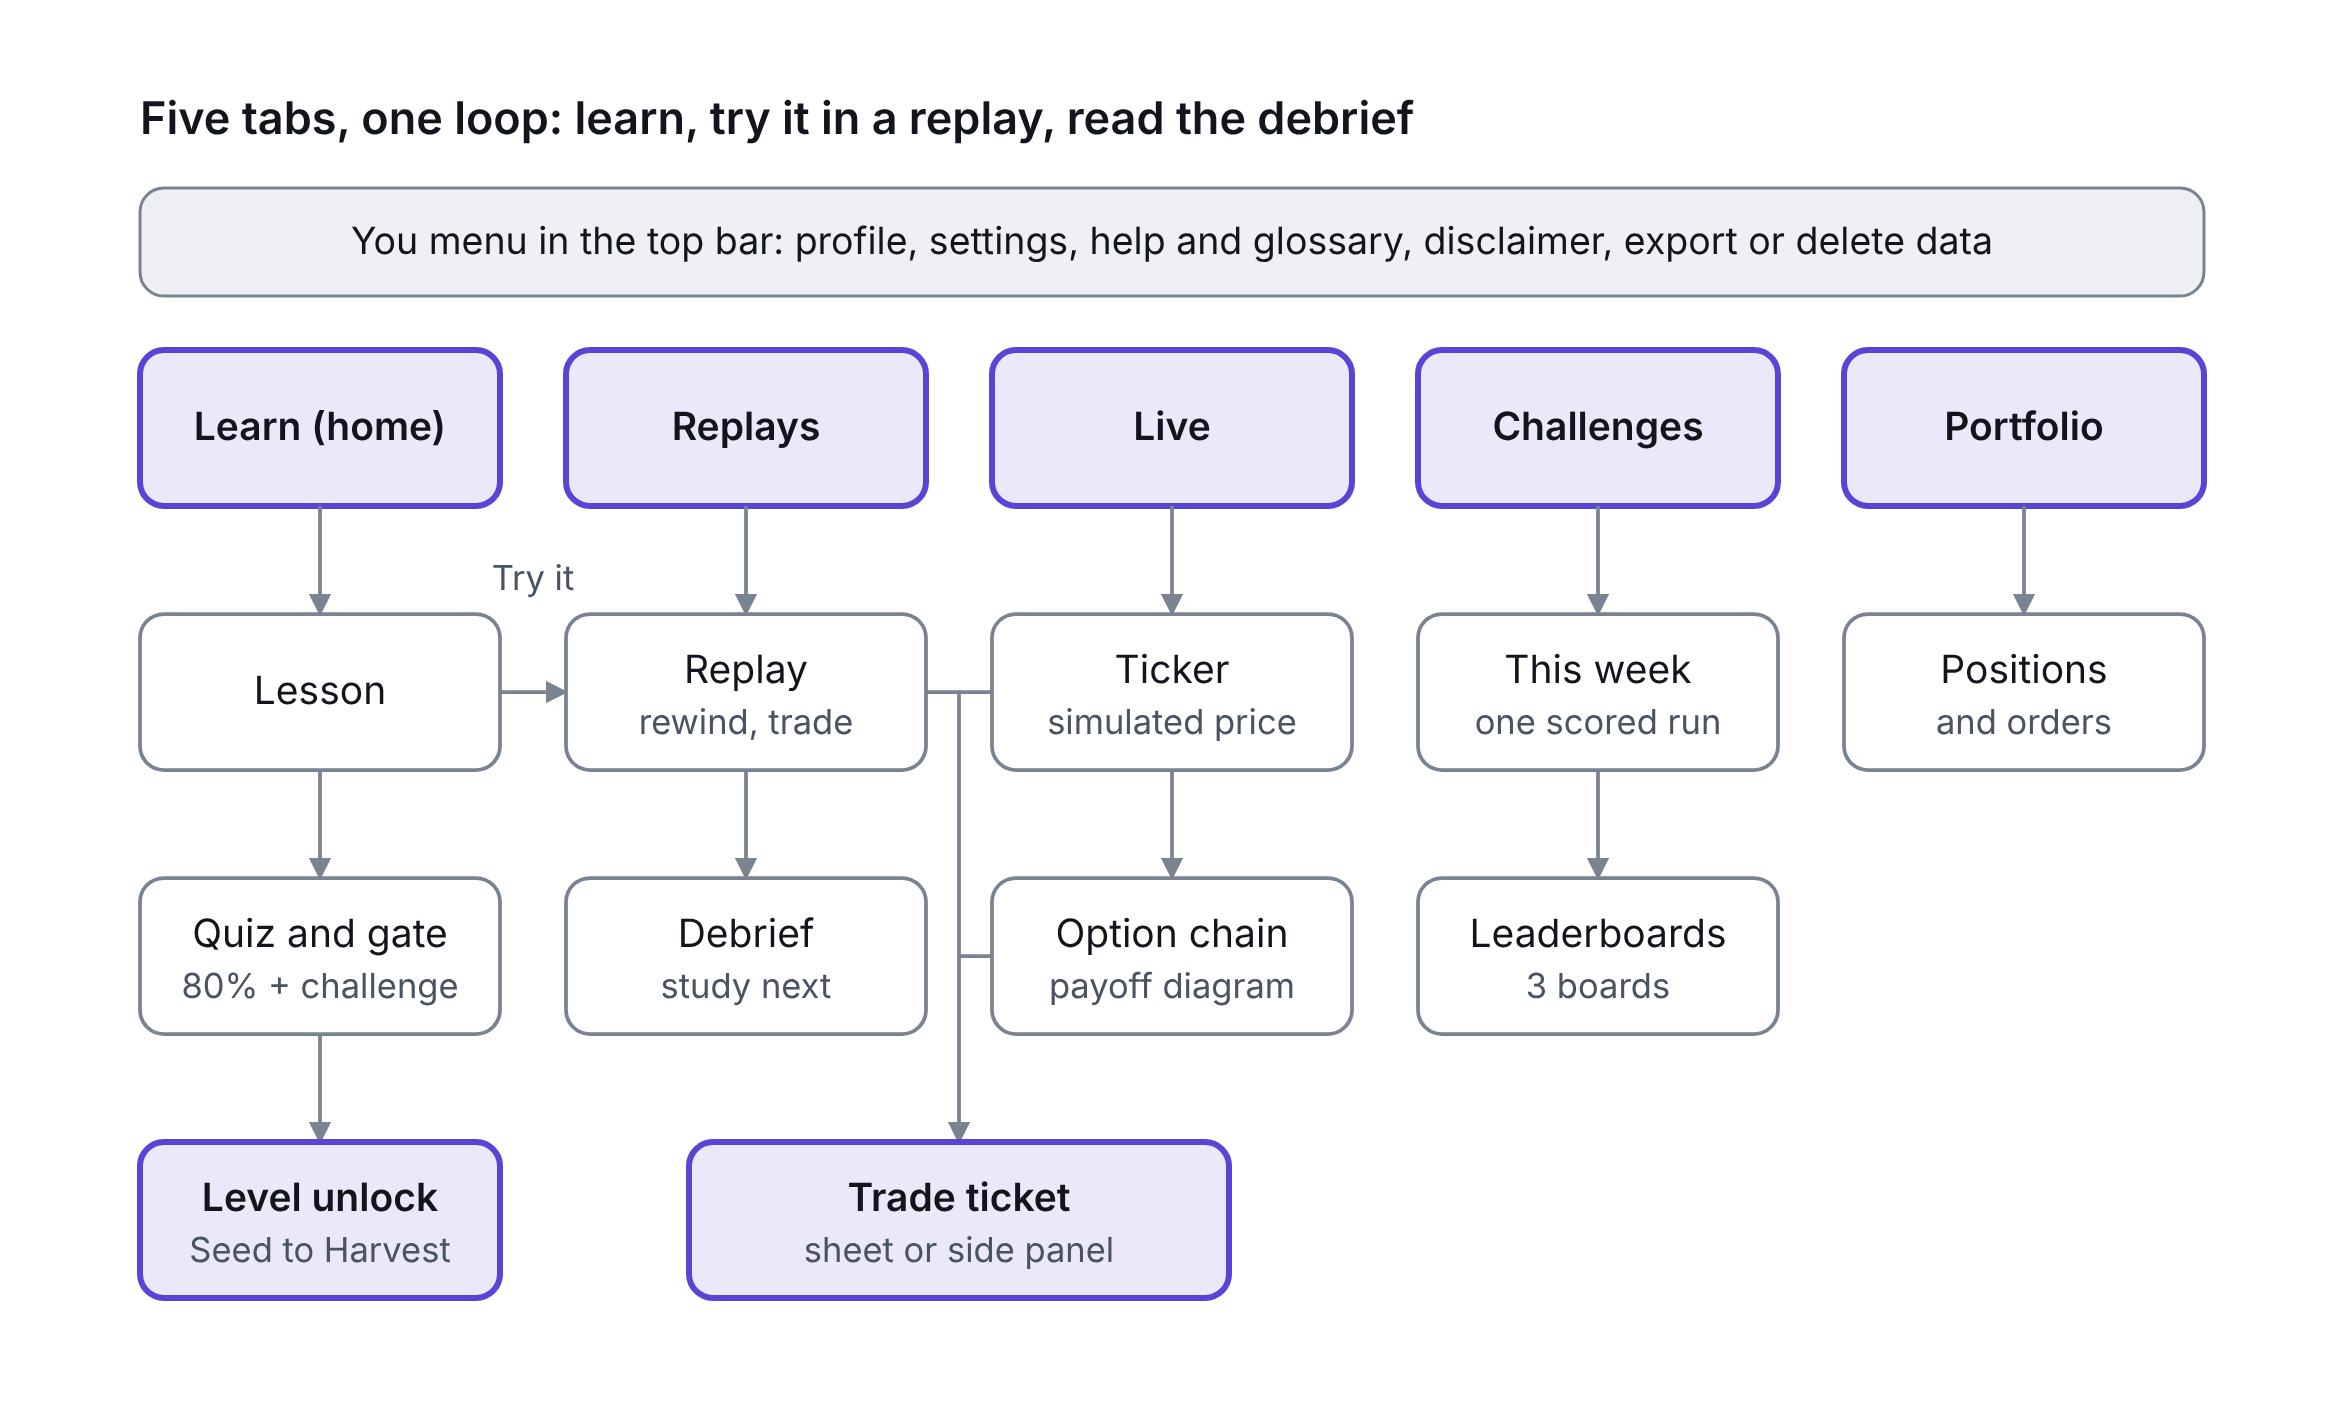 Five tabs, one loop: learn, try it in a replay, read the debrief
You menu in the top bar: profile, settings, help and glossary, disclaimer, export or delete data
Learn (home)
Replays
Live
Challenges
Portfolio
Try it
Lesson
Replay
rewind, trade
Ticker
simulated price
This week
one scored run
Positions
and orders
Quiz and gate
80% + challenge
Debrief
study next
Option chain
payoff diagram
Leaderboards
3 boards
Level unlock
Seed to Harvest
Trade ticket
sheet or side panel